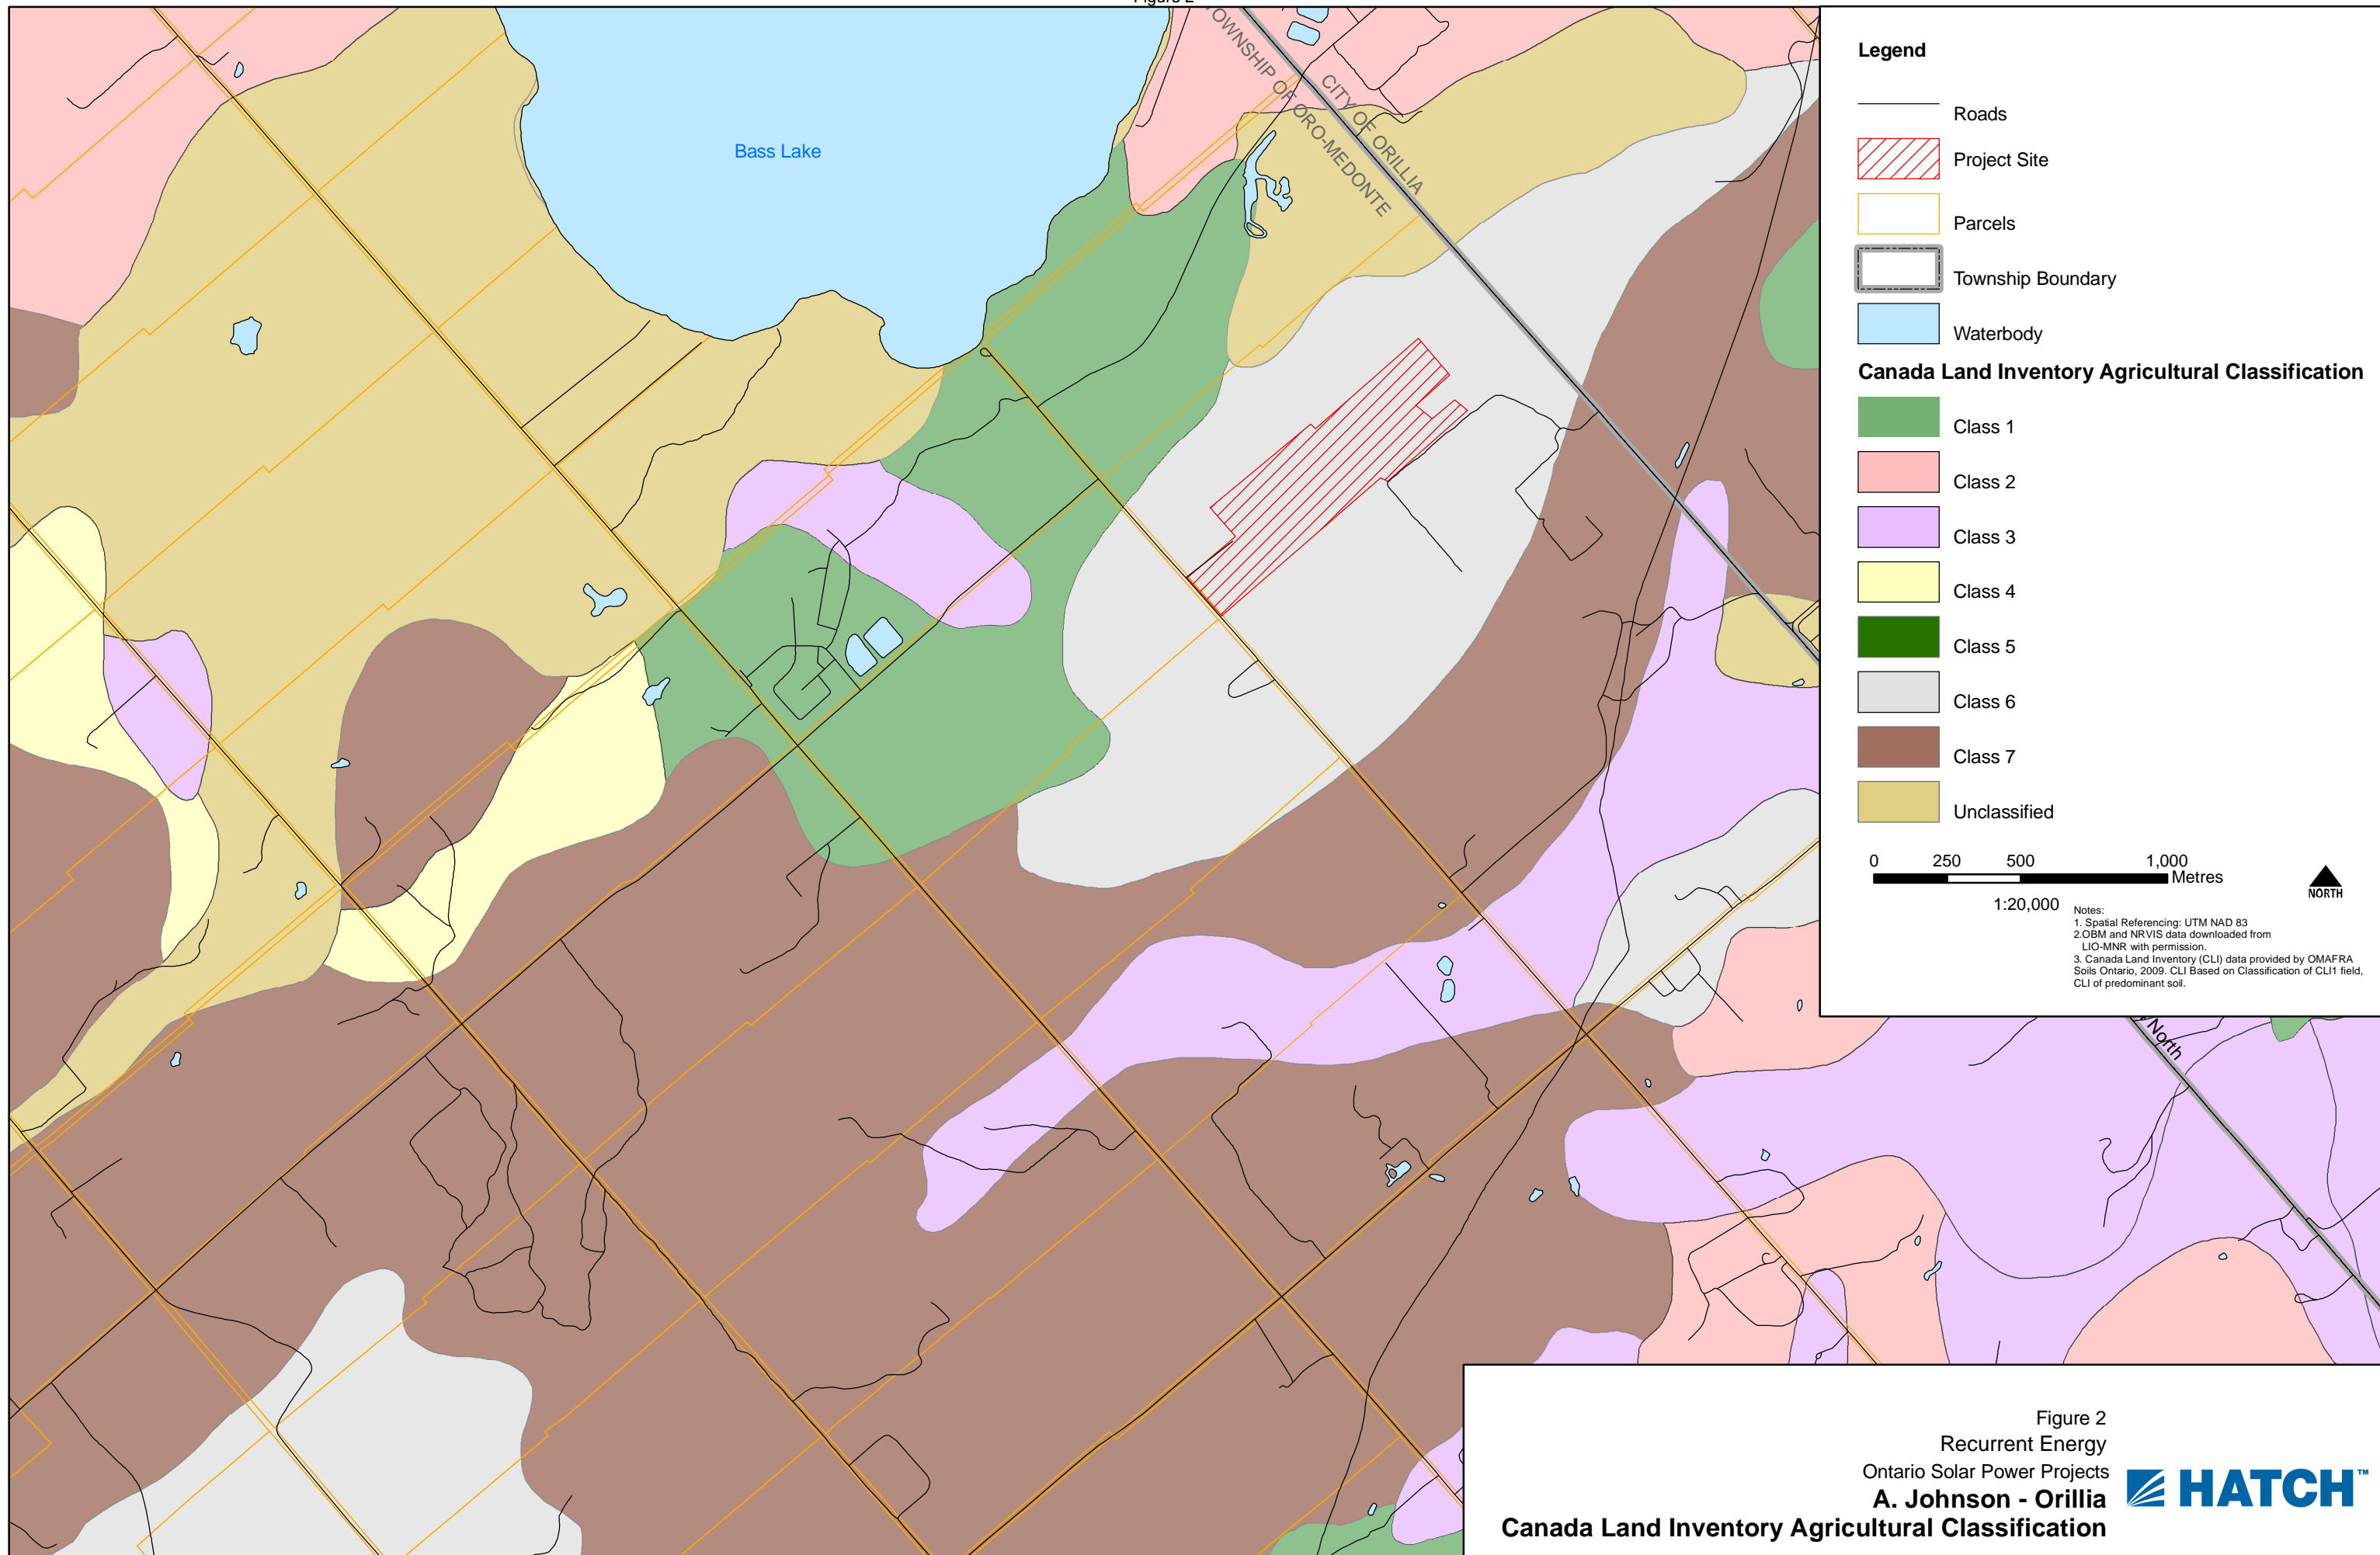 Bass Lake
TOWNSHIP OF ORO-MEDONTE
CITY OF ORILLIA
Legend
Roads
Project Site
Parcels
Township Boundary
Waterbody
Canada Land Inventory Agricultural Classification
Class 1
Class 2
Class 3
Class 4
Class 5
Class 6
Class 7
Unclassified
0 250 500 1,000
Metres
1:20,000
NORTH
Notes:
1. Spatial Referencing: UTM NAD 83
2.OBM and NRVIS data downloaded from
LIO-MNR with permission.
3. Canada Land Inventory (CLI) data provided by OMAFRA
Soils Ontario, 2009. CLI Based on Classification of CLI1 field,
CLI of predominant soil.
/North
Figure 2
Recurrent Energy
Ontario Solar Power Projects
A. Johnson - Orillia
Canada Land Inventory Agricultural Classification
HATCH™